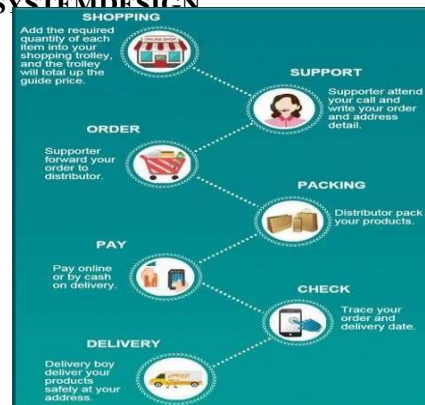 SYSTEMDESIGN
SHOPPING
Add the required
quantity of each
item into your
shopping trolley,
and the trolley
will total up the
guide price.
ONLINE SHOP
SUPPORT
Supporter attend
your call and
write your order
and address
detail.
ORDER
Supporter
forward your
order to
distributor.
PACKING
Distributor pack
your products.
PAY
Pay online
or by cash
on delivery.
CHECK
Trace your
order and
delivery date.
DELIVERY
Delivery boy
deliver your
products
safely at your
address.